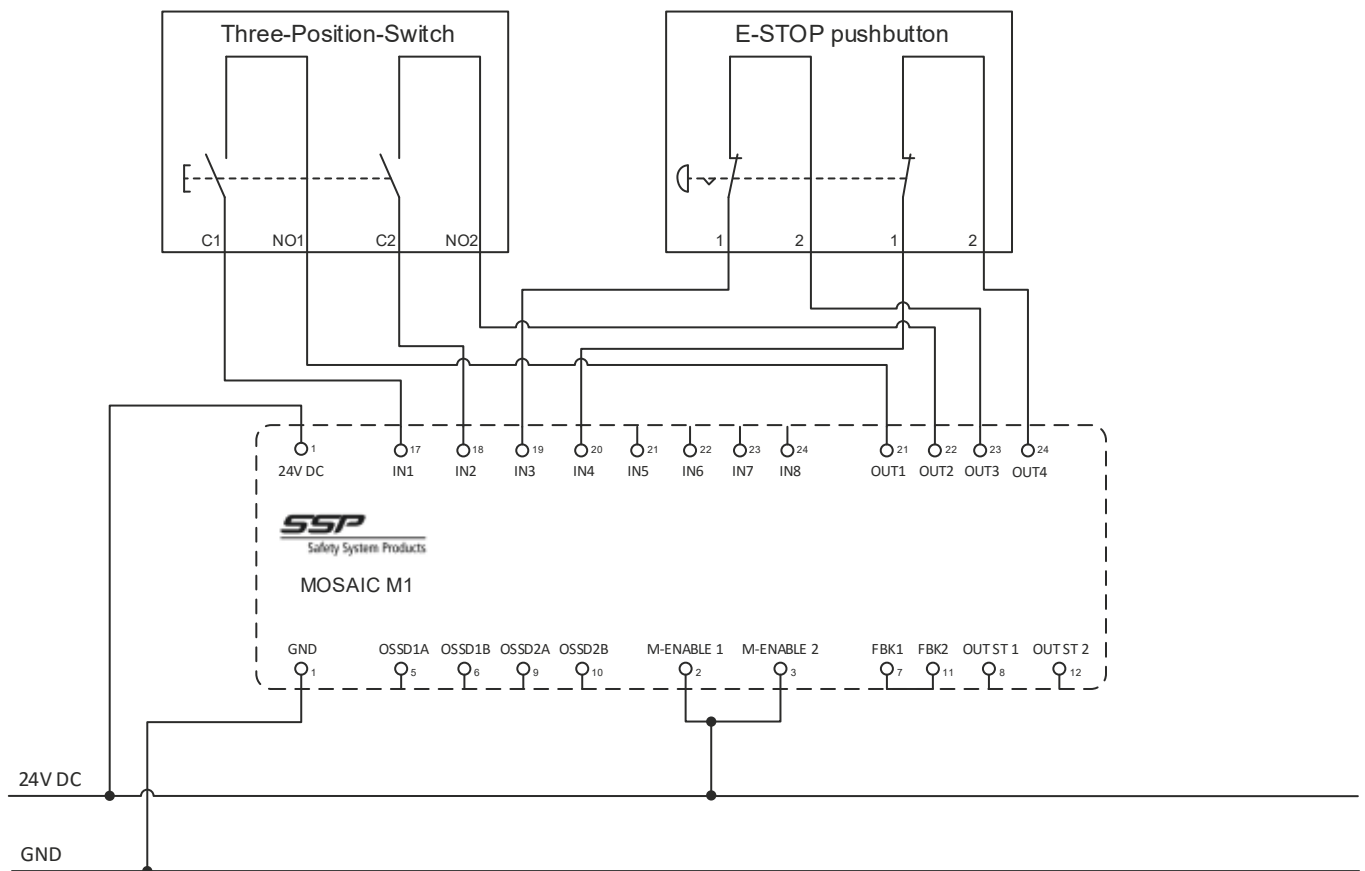 Three-Position-Switch
E-STOP pushbutton
C1 NO1 C2 NO2
1 2 1 2
1 17 18 19 20 21 22 23 24 21 22 23 24
24V DC IN1 IN2 IN3 IN4 IN5 IN6 IN7 IN8 OUT1 OUT2 OUT3 OUT4
SSP
Safety System Products
MOSAIC M1
GND OSSD1A OSSD1B OSSD2A OSSD2B M-ENABLE 1 M-ENABLE 2 FBK1 FBK2 OUT ST 1 OUT ST 2
1 5 6 9 10 2 3 7 11 8 12
24V DC
GND